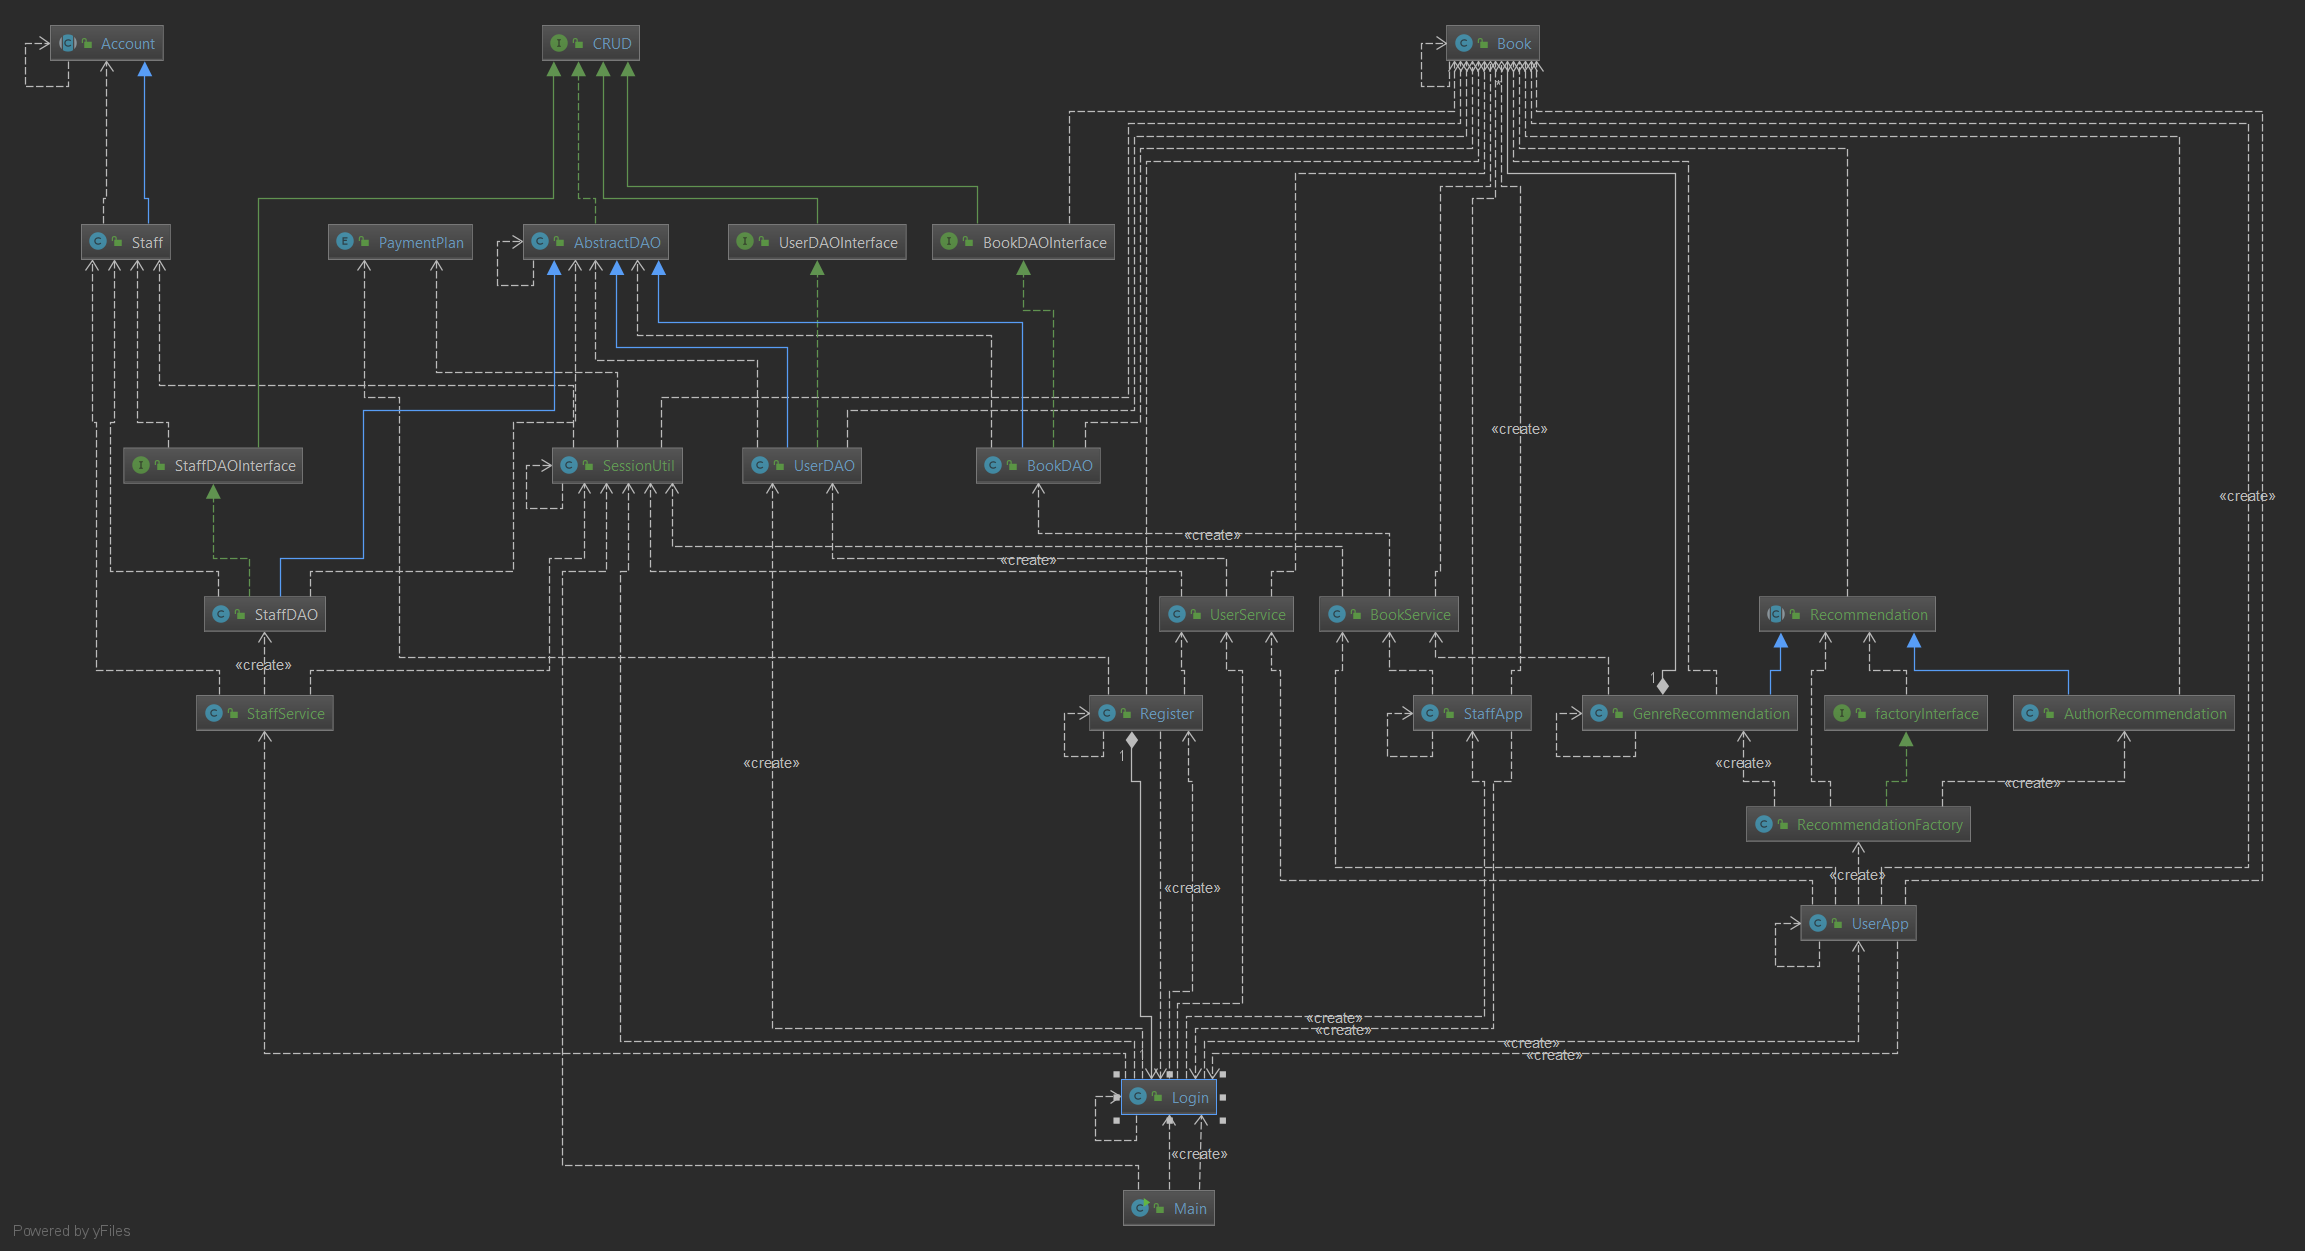 Account
CRUD
Book
Staff
PaymentPlan
AbstractDAO
UserDAOInterface
BookDAOInterface
«create»
StaffDAOInterface
SessionUtil
UserDAO
BookDAO
«create»
«create»
«create»
StaffDAO
UserService
BookService
Recommendation
«create»
1
StaffService
Register
StaffApp
GenreRecommendation
factoryInterface
AuthorRecommendation
1
«create»
«create»
«create»
RecommendationFactory
«create»
«create»
UserApp
«create»
«create»
«create»
«create»
Login
«create»
Main
Powered by yFiles